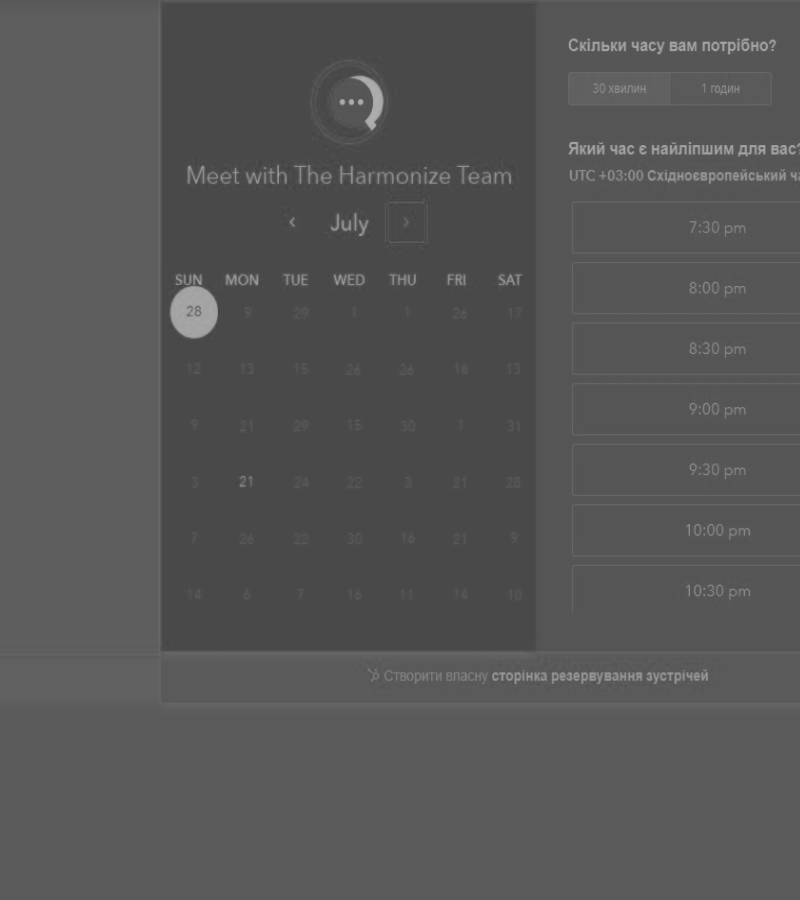 Meet with The Harmonize Team
July
SUN MON TUE WED THU FRI SAT
28 9 29 1 1 26 17
12 13 15 26 26 16 13
9 21 29 15 30 1 31
3 21 24 22 3 21 28
7 26 22 30 16 21 9
14 6 7 16 11 14 10
Скільки часу вам потрібно?
30 хвилин 1 годин
Який час є найліпшим для вас?
UTC +03:00 Східноєвропейський
7:30 pm
8:00 pm
8:30 pm
9:00 pm
9:30 pm
10:00 pm
10:30 pm
Створити власну сторінка резервування зустрічей